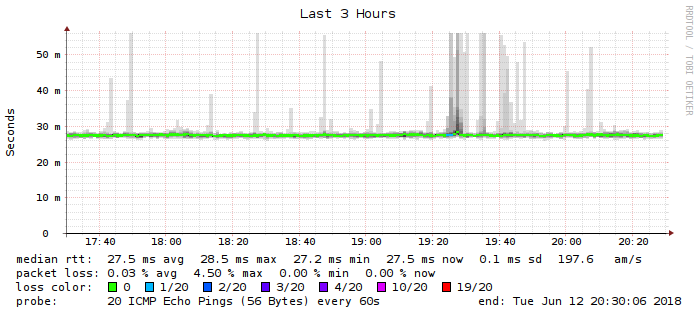 Last 3 Hours
RRDTOOL / TOBI OETIKER
Seconds
50 m
40 m
30 m
20 m
10 m
0
17:40 18:00 18:20 18:40 19:00 19:20 19:40 20:00 20:20
median rtt: 27.5 ms avg 28.5 ms max 27.2 ms min 27.5 ms now 0.1 ms sd 197.6 am/s
packet loss: 0.03 % avg 4.50 % max 0.00 % min 0.00 % now
loss color: 0 1/20 2/20 3/20 4/20 10/20 19/20
probe: 20 ICMP Echo Pings (56 Bytes) every 60s end: Tue Jun 12 20:30:06 2018